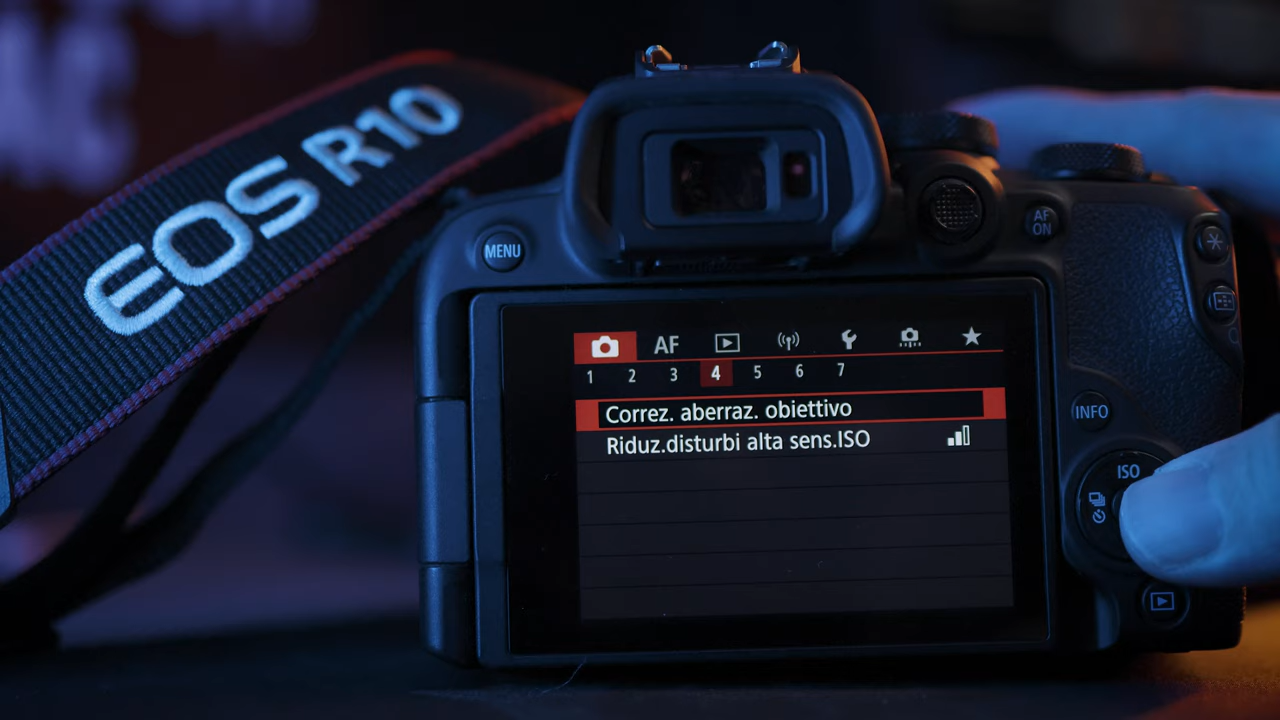 EOS R10
MENU
AF
ON
AF
1 2 3 4 5 6 7
Correz. aberraz. obiettivo
Riduz.disturbi alta sens.ISO
INFO
ISO